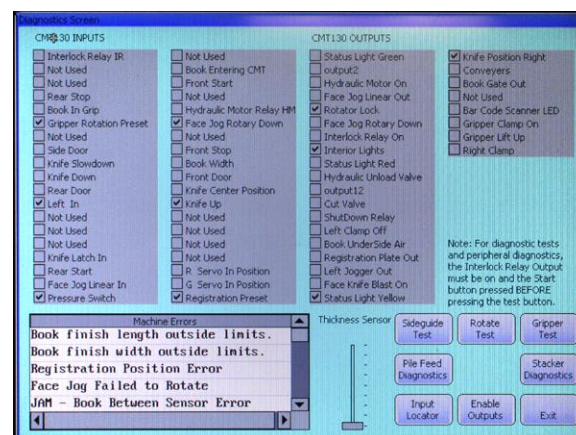 Diagnostics Screen
CMT130 INPUTS
Interlock Relay IR
Not Used
Not Used
Rear Stop
Book In Grip
Gripper Rotation Preset
Not Used
Side Door
Knife Slowdown
Knife Down
Rear Door
Left In
Not Used
Not Used
Not Used
Knife Latch In
Rear Start
Face Jog Linear In
Pressure Switch
Not Used
Book Entering CMT
Front Start
Not Used
Hydraulic Motor Relay HM
Face Jog Rotary Down
Not Used
Front Stop
Book Width
Front Door
Knife Center Position
Knife Up
Not Used
Not Used
Not Used
Not Used
R Servo In Position
G Servo In Position
Registration Preset
CMT130 OUTPUTS
Status Light Green
output2
Hydraulic Motor On
Face Jog Linear Out
Rotator Lock
Face Jog Rotary Down
Interlock Relay On
Interior Lights
Status Light Red
Hydraulic Unload Valve
output12
Cut Valve
ShutDown Relay
Left Clamp Off
Book UnderSide Air
Registration Plate Out
Left Jogger Out
Face Knife Blast On
Status Light Yellow
Knife Position Right
Conveyers
Book Gate Out
Not Used
Bar Code Scanner LED
Gripper Clamp On
Gripper Lift Up
Right Clamp
Note: For diagnostic tests
and peripheral diagnostics,
the Interlock Relay Output
must be on and the Start
button pressed BEFORE
pressing the test button.
Machine Errors
Book finish length outside limits.
Book finish width outside limits.
Registration Position Error
Face Jog Failed to Rotate
JAM - Book Between Sensor Error
Thickness Sensor
Sideguide
Test
Rotate
Test
Gripper
Test
Pile Feed
Diagnostics
Stacker
Diagnostics
Input
Locator
Enable
Outputs
Exit